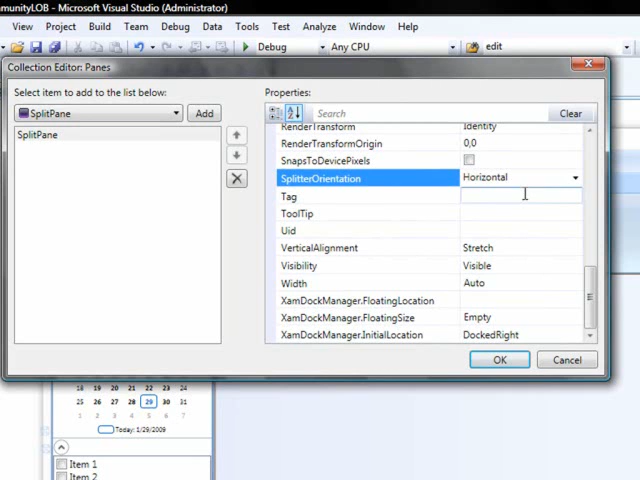 mmunityLOB - Microsoft Visual Studio (Administrator)
View Project Build Team Debug Data Tools Test Analyze Window Help
Debug Any CPU edit
Collection Editor: Panes
Select item to add to the list below:
SplitPane Add
SplitPane
Properties:
Search Clear
RenderTransform Identity
RenderTransformOrigin 0,0
SnapsToDevicePixels
SplitterOrientation Horizontal
Tag
ToolTip
Uid
VerticalAlignment Stretch
Visibility Visible
Width Auto
XamDockManager.FloatingLocation
XamDockManager.FloatingSize Empty
XamDockManager.InitialLocation DockedRight
OK Cancel
18 19 20 21 22 23 24
25 26 27 28 29 30 31
1 2 3 4 5 6 7
Today: 1/29/2009
Item 1
Item 2